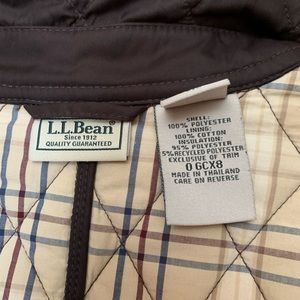 L.L.Bean
Since 1912
QUALITY GUARANTEED
SHELL:
100% POLYESTER
LINING:
100% COTTON
INSULATION:
95% POLYESTER
5% RECYCLED POLYESTER
EXCLUSIVE OF TRIM
0GCX8
MADE IN THAILAND
CARE ON REVERSE